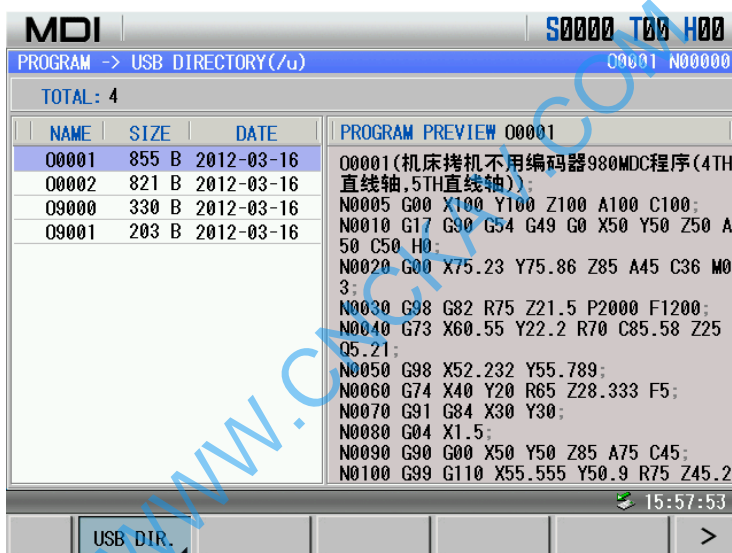 MDI S0000 T00 H00
PROGRAM -> USB DIRECTORY(/u) O0001 N00000
TOTAL: 4
NAME SIZE DATE
O0001 855 B 2012-03-16
O0002 821 B 2012-03-16
O9000 330 B 2012-03-16
O9001 203 B 2012-03-16
PROGRAM PREVIEW O0001
O0001(机床拷机不用编码器980MDC程序(4TH
直线轴,5TH直线轴));
N0005 G00 X100 Y100 Z100 A100 C100;
N0010 G17 G90 G54 G49 G0 X50 Y50 Z50 A
50 C50 H0;
N0020 G00 X75.23 Y75.86 Z85 A45 C36 M0
3;
N0030 G98 G82 R75 Z21.5 P2000 F1200;
N0040 G73 X60.55 Y22.2 R70 C85.58 Z25
Q5.21;
N0050 G98 X52.232 Y55.789;
N0060 G74 X40 Y20 R65 Z28.333 F5;
N0070 G91 G84 X30 Y30;
N0080 G04 X1.5;
N0090 G90 G00 X50 Y50 Z85 A75 C45;
N0100 G99 G110 X55.555 Y50.9 R75 Z45.2
15:57:53
USB DIR. >
WWW.CNCKAV.COM